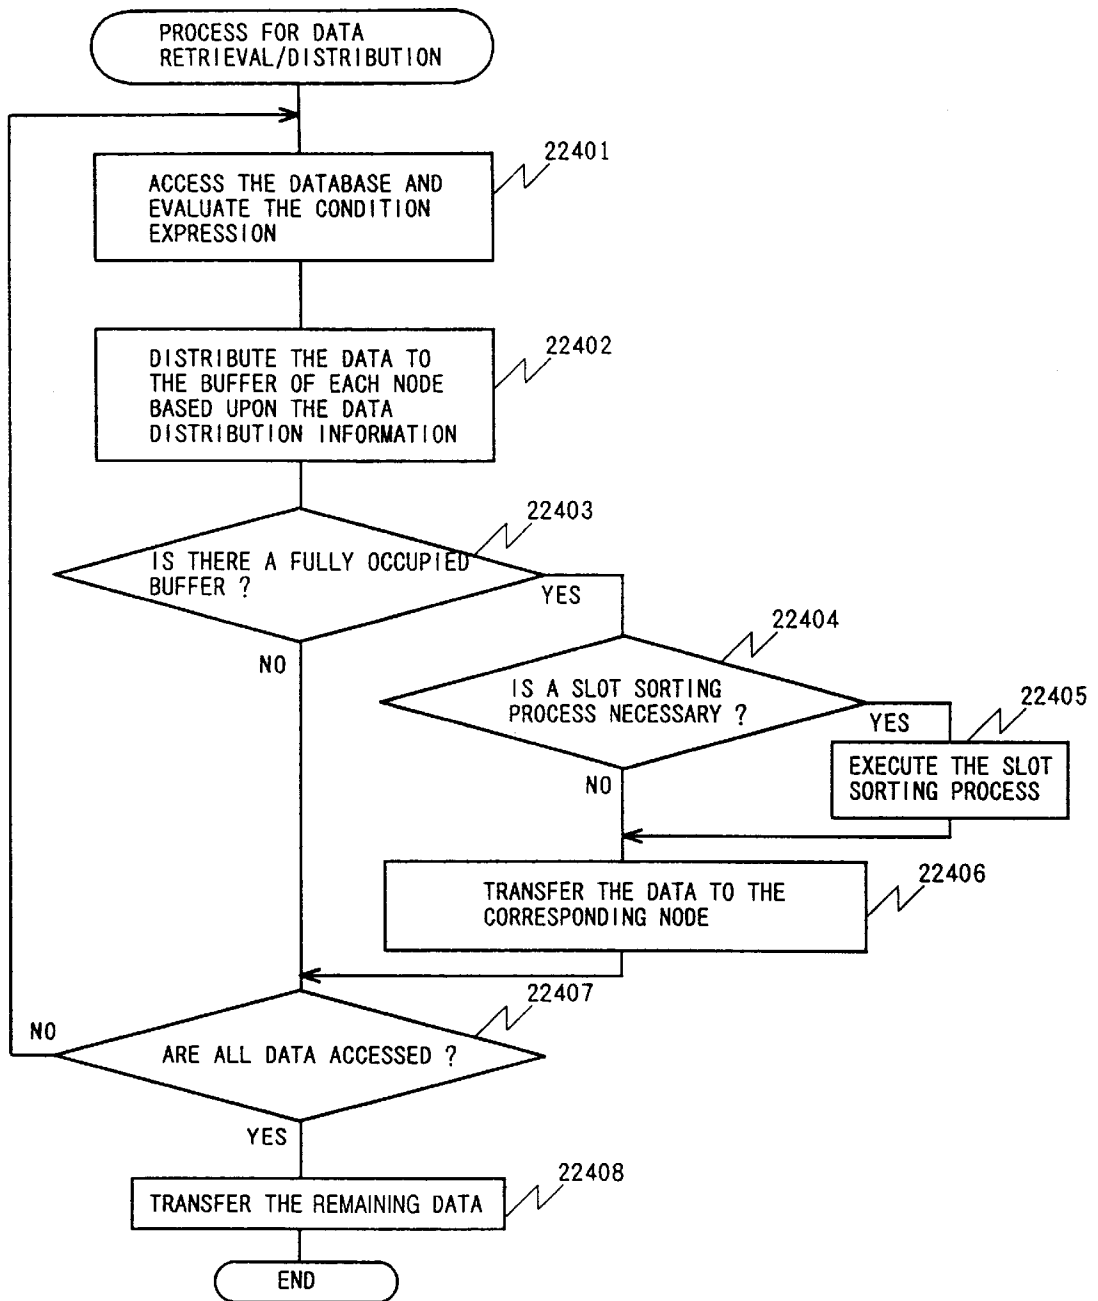 PROCESS FOR DATA
RETRIEVAL/DISTRIBUTION
22401
ACCESS THE DATABASE AND
EVALUATE THE CONDITION
EXPRESSION
22402
DISTRIBUTE THE DATA TO
THE BUFFER OF EACH NODE
BASED UPON THE DATA
DISTRIBUTION INFORMATION
22403
IS THERE A FULLY OCCUPIED
BUFFER ?
YES
NO
22404
IS A SLOT SORTING
PROCESS NECESSARY ?
YES
NO
22405
EXECUTE THE SLOT
SORTING PROCESS
22406
TRANSFER THE DATA TO THE
CORRESPONDING NODE
22407
NO
ARE ALL DATA ACCESSED ?
YES
22408
TRANSFER THE REMAINING DATA
END